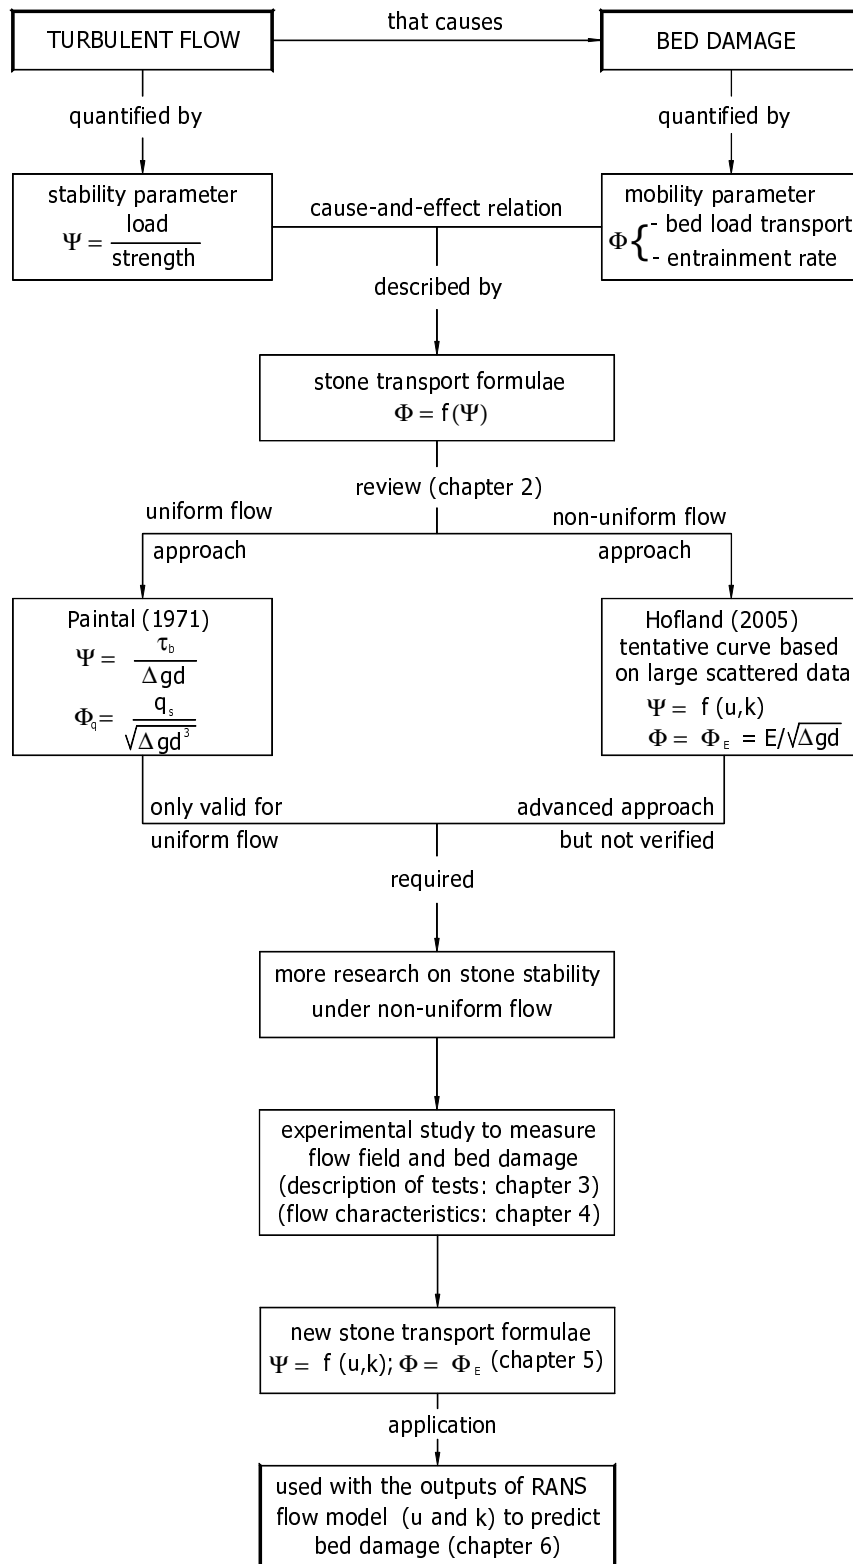 that causes
TURBULENT FLOW
BED DAMAGE
quantified by
quantified by
stability parameter
Ψ = load / strength
cause-and-effect relation
mobility parameter
Φ { - bed load transport
- entrainment rate
described by
stone transport formulae
Φ = f(Ψ)
review (chapter 2)
uniform flow
approach
non-uniform flow
approach
Paintal (1971)
Ψ = τb / Δgd
Φq = qs / √Δgd³
Hofland (2005)
tentative curve based
on large scattered data
Ψ = f (u,k)
Φ = ΦE = E/√Δgd
only valid for
uniform flow
advanced approach
but not verified
required
more research on stone stability
under non-uniform flow
experimental study to measure
flow field and bed damage
(description of tests: chapter 3)
(flow characteristics: chapter 4)
new stone transport formulae
Ψ = f (u,k); Φ = ΦE (chapter 5)
application
used with the outputs of RANS
flow model (u and k) to predict
bed damage (chapter 6)